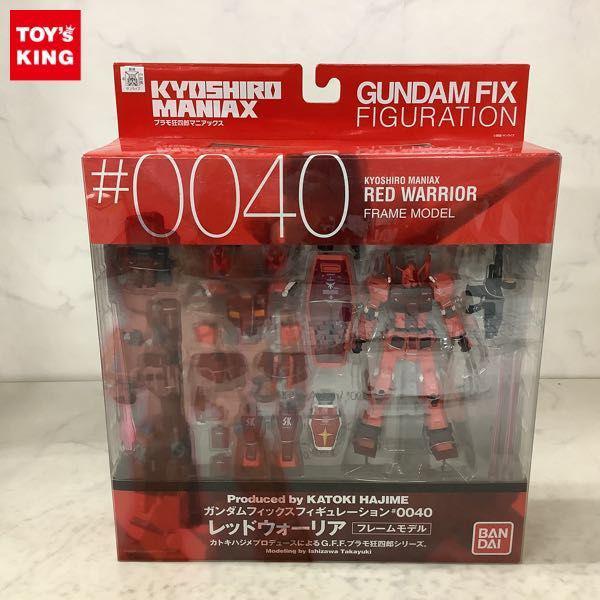 TOY'S
KING
KYOSHIRO
MANIAX
プラモ狂四郎マニアックス
GUNDAM FIX
FIGURATION
#0040
KYOSHIRO MANIAX
RED WARRIOR
FRAME MODEL
SK
Produced by KATOKI HAJIME
ガンダムフィックスフィギュレーション#0040
レッドウォーリア フレームモデル
カトキハジメプロデュースによるG.F.F.プラモ狂四郎シリーズ。
Modeling by Ishizawa Takayuki
BAN
DAI